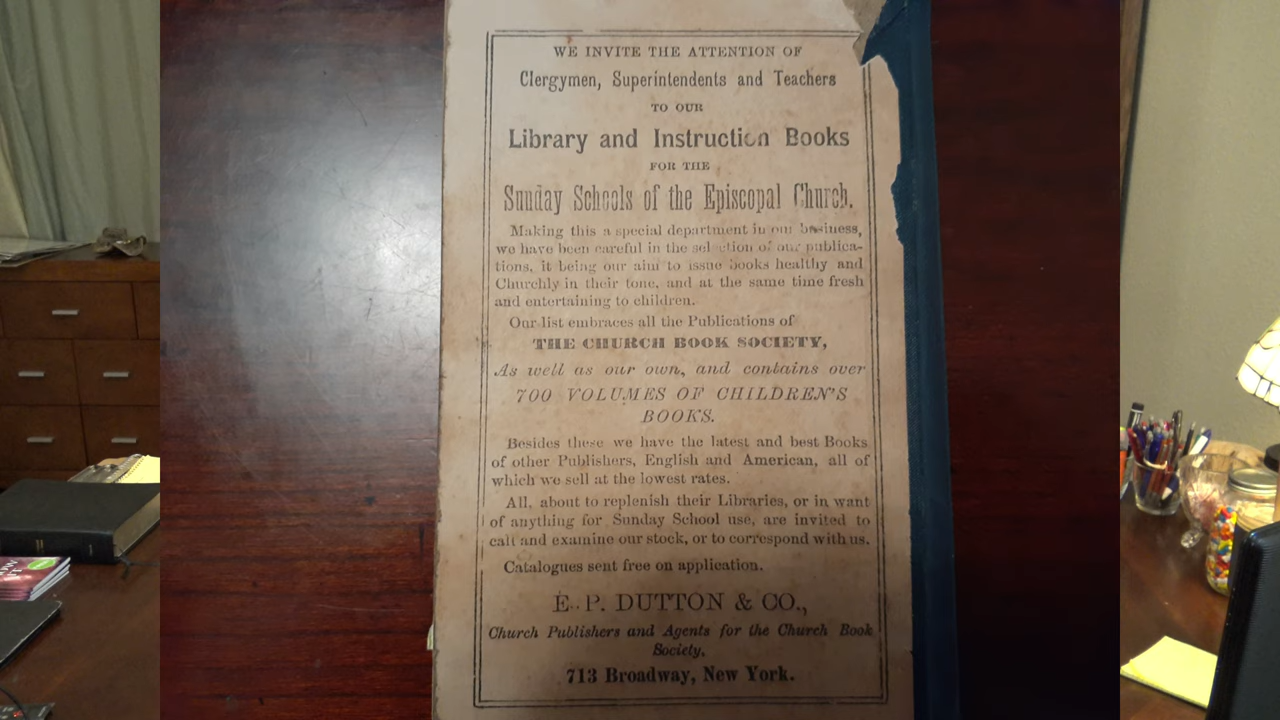 WE INVITE THE ATTENTION OF
Clergymen, Superintendents and Teachers
TO OUR
Library and Instruction Books
FOR THE
Sunday Schools of the Episcopal Church.
Making this a special department in our business,
we have been careful in the selection of our publica-
tions, it being our aim to issue books healthy and
Churchly in their tone, and at the same time fresh
and entertaining to children.
Our list embraces all the Publications of
THE CHURCH BOOK SOCIETY,
As well as our own, and contains over
700 VOLUMES OF CHILDREN'S
BOOKS.
Besides these we have the latest and best Books
of other Publishers, English and American, all of
which we sell at the lowest rates.
All, about to replenish their Libraries, or in want
of anything for Sunday School use, are invited to
call and examine our stock, or to correspond with us.
Catalogues sent free on application.
E. P. DUTTON & CO.,
Church Publishers and Agents for the Church Book
Society,
713 Broadway, New York.